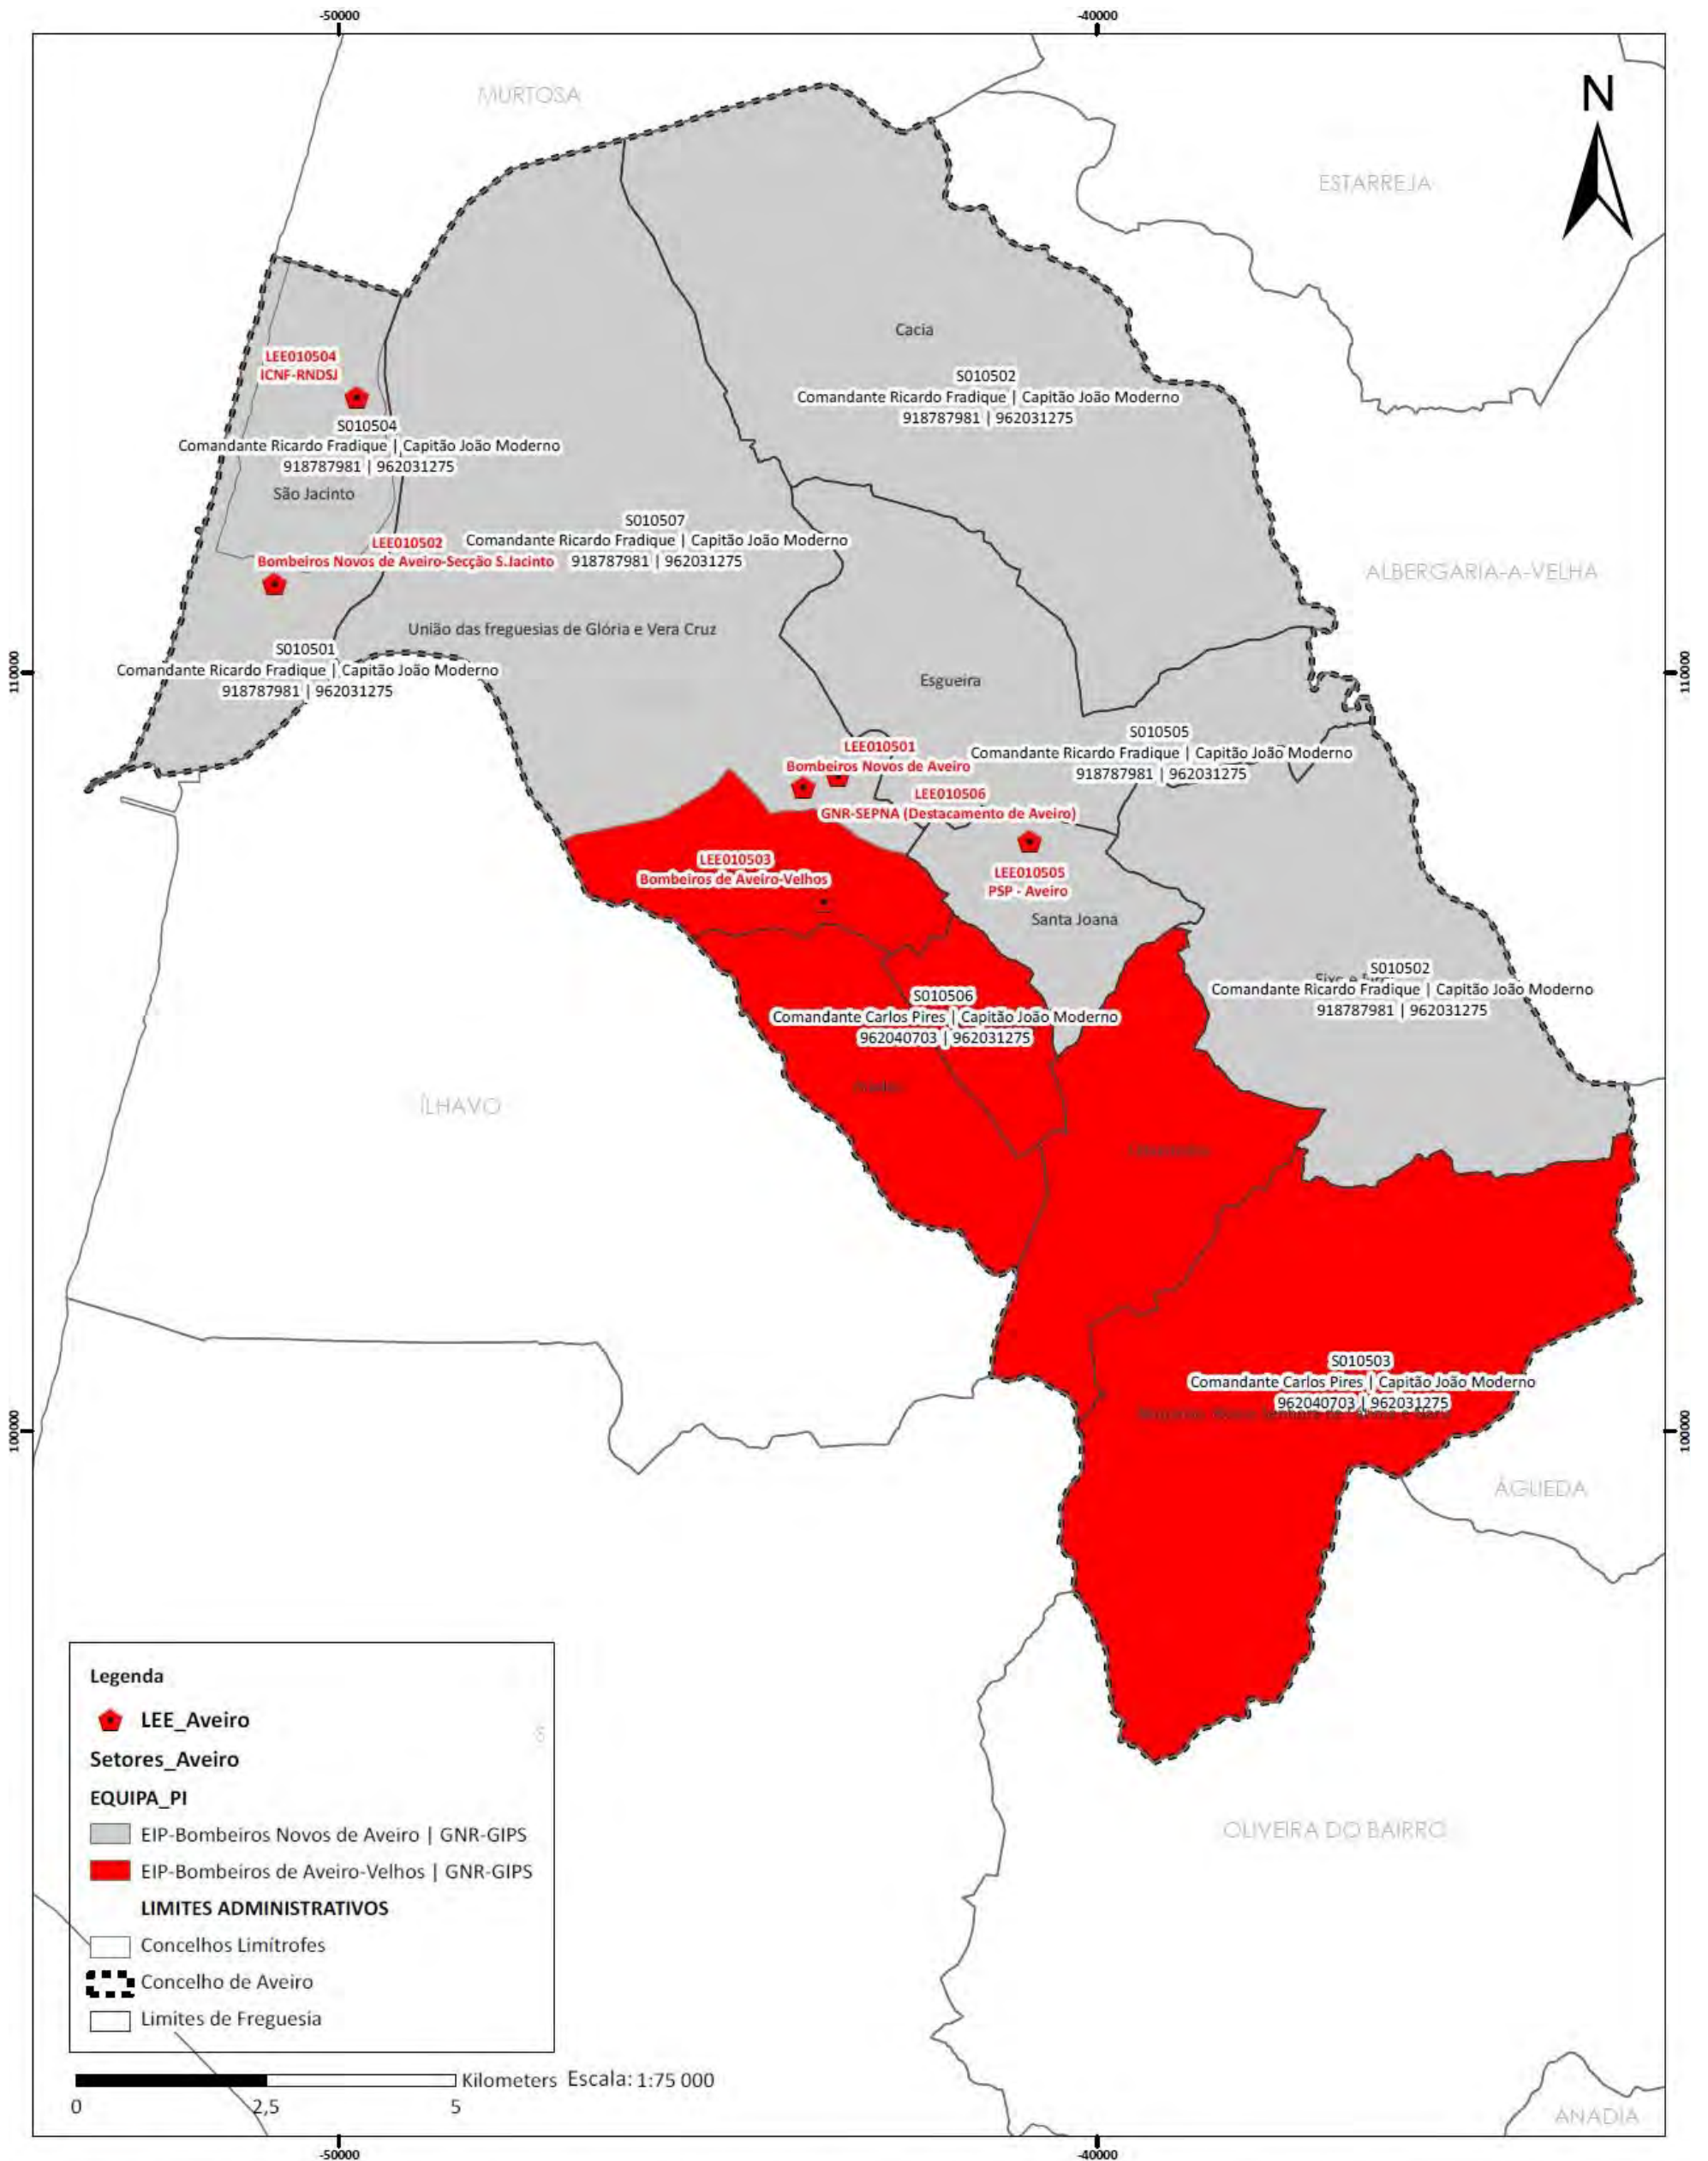 -50000
-40000
MURTOSA
N
ESTARREJA
Cacia
LEE010504
ICNF-RNDSJ
S010502
Comandante Ricardo Fradique | Capitão João Moderno
918787981 | 962031275
S010504
Comandante Ricardo Fradique | Capitão João Moderno
918787981 | 962031275
São Jacinto
S010507
Comandante Ricardo Fradique | Capitão João Moderno
918787981 | 962031275
LEE010502
Bombeiros Novos de Aveiro-Secção S.Jacinto
ALBERGARIA-A-VELHA
União das freguesias de Glória e Vera Cruz
S010501
Comandante Ricardo Fradique | Capitão João Moderno
918787981 | 962031275
110000
110000
Esgueira
S010505
Comandante Ricardo Fradique | Capitão João Moderno
918787981 | 962031275
LEE010501
Bombeiros Novos de Aveiro
LEE010506
GNR-SEPNA (Destacamento de Aveiro)
LEE010503
Bombeiros de Aveiro-Velhos
LEE010505
PSP - Aveiro
Santa Joana
S010502
Comandante Ricardo Fradique | Capitão João Moderno
918787981 | 962031275
S010506
Comandante Carlos Pires | Capitão João Moderno
962040703 | 962031275
ÍLHAVO
S010503
Comandante Carlos Pires | Capitão João Moderno
962040703 | 962031275
100000
100000
ÁGUEDA
OLIVEIRA DO BAIRRO
ANADIA
Legenda
LEE_Aveiro
Setores_Aveiro
EQUIPA_PI
EIP-Bombeiros Novos de Aveiro | GNR-GIPS
EIP-Bombeiros de Aveiro-Velhos | GNR-GIPS
LIMITES ADMINISTRATIVOS
Concelhos Limítrofes
Concelho de Aveiro
Limites de Freguesia
Kilometers Escala: 1:75 000
0 2,5 5
-50000
-40000